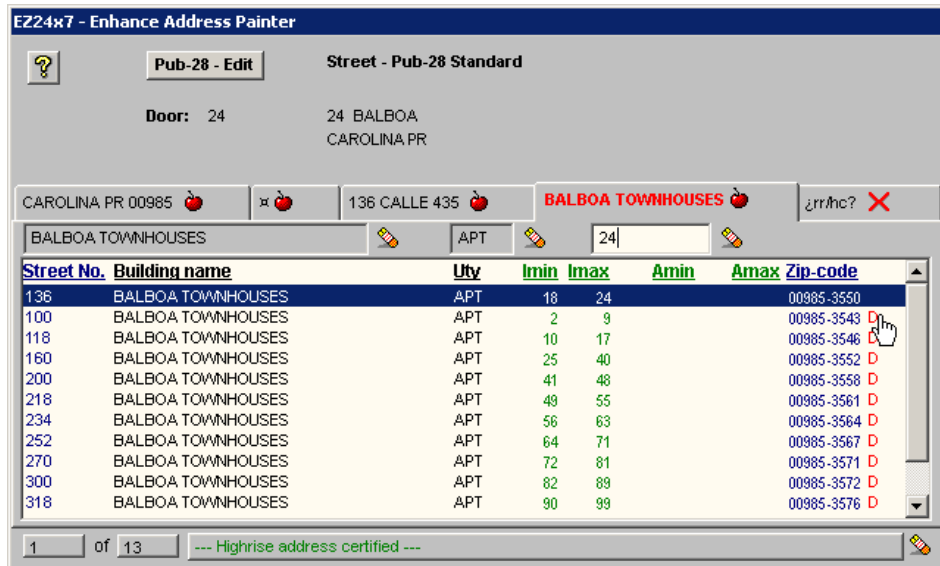 EZ24x7 - Enhance Address Painter
? Pub-28 - Edit Street - Pub-28 Standard
Door: 24 24 BALBOA
CAROLINA PR
CAROLINA PR 00985 ¤ 136 CALLE 435 BALBOA TOWNHOUSES ¿rr/hc?
BALBOA TOWNHOUSES APT 24
Street No. Building name Uty Imin Imax Amin Amax Zip-code
136 BALBOA TOWNHOUSES APT 18 24 00985-3550
100 BALBOA TOWNHOUSES APT 2 9 00985-3543 D
118 BALBOA TOWNHOUSES APT 10 17 00985-3546 D
160 BALBOA TOWNHOUSES APT 25 40 00985-3552 D
200 BALBOA TOWNHOUSES APT 41 48 00985-3558 D
218 BALBOA TOWNHOUSES APT 49 55 00985-3561 D
234 BALBOA TOWNHOUSES APT 56 63 00985-3564 D
252 BALBOA TOWNHOUSES APT 64 71 00985-3567 D
270 BALBOA TOWNHOUSES APT 72 81 00985-3571 D
300 BALBOA TOWNHOUSES APT 82 89 00985-3572 D
318 BALBOA TOWNHOUSES APT 90 99 00985-3576 D
1 of 13 --- Highrise address certified ---